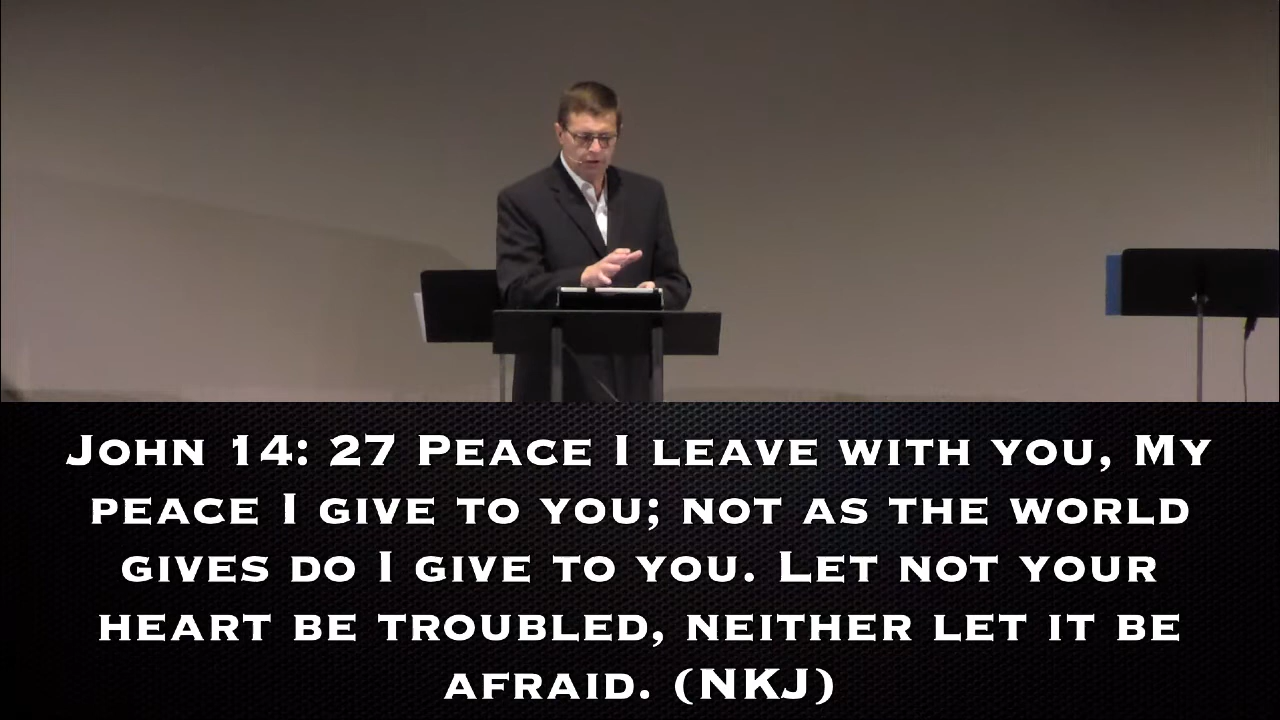 John 14: 27 Peace I leave with you, My
peace I give to you; not as the world
gives do I give to you. Let not your
heart be troubled, neither let it be
afraid. (NKJ)